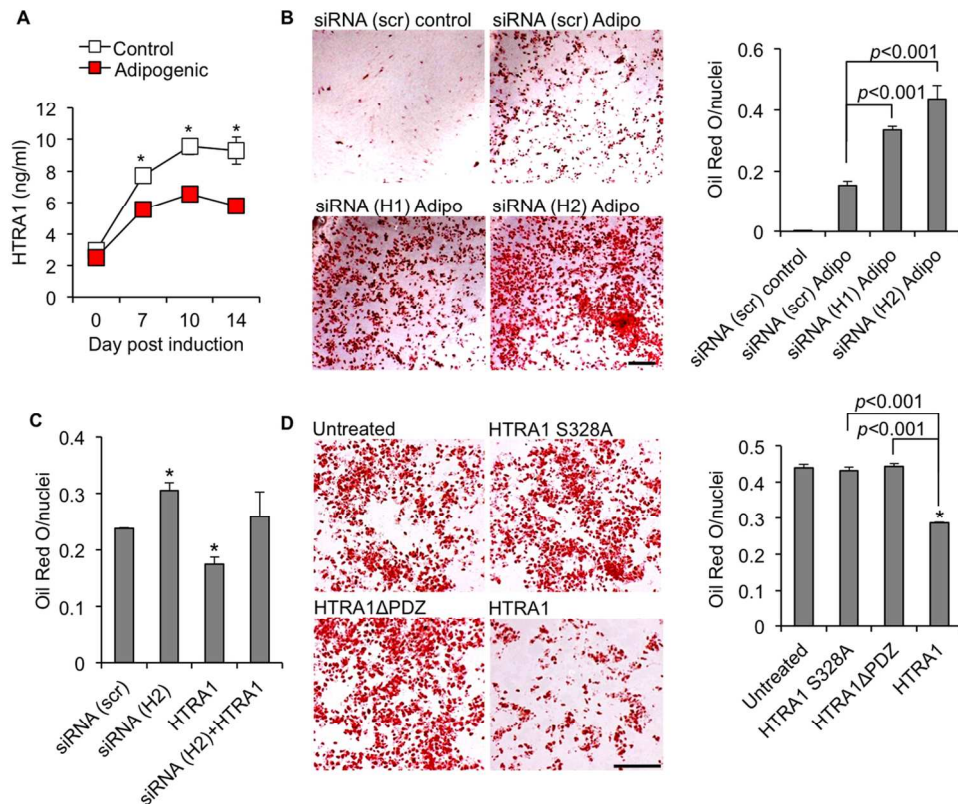 A
Control
Adipogenic
HTRA1 (ng/ml)
12
10
8
6
4
2
0
* * *
0 7 10 14
Day post induction
B
siRNA (scr) control siRNA (scr) Adipo
siRNA (H1) Adipo siRNA (H2) Adipo
Oil Red O/nuclei
0.6
0.4
0.2
0
p<0.001
p<0.001
siRNA (scr) control
siRNA (scr) Adipo
siRNA (H1) Adipo
siRNA (H2) Adipo
C
Oil Red O/nuclei
0.4
0.3
0.2
0.1
0
*
*
siRNA (scr)
siRNA (H2)
HTRA1
siRNA (H2)+HTRA1
D
Untreated HTRA1 S328A
HTRA1ΔPDZ HTRA1
Oil Red O/nuclei
0.5
0.4
0.3
0.2
0.1
0
p<0.001
p<0.001
*
Untreated
HTRA1 S328A
HTRA1ΔPDZ
HTRA1